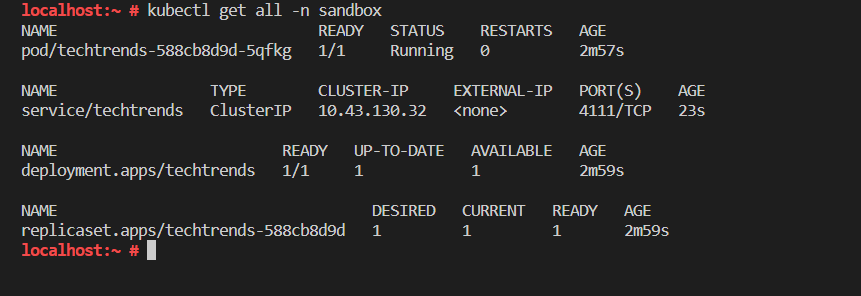 localhost:~ # kubectl get all -n sandbox
NAME READY STATUS RESTARTS AGE
pod/techtrends-588cb8d9d-5qfkg 1/1 Running 0 2m57s
NAME TYPE CLUSTER-IP EXTERNAL-IP PORT(S) AGE
service/techtrends ClusterIP 10.43.130.32 <none> 4111/TCP 23s
NAME READY UP-TO-DATE AVAILABLE AGE
deployment.apps/techtrends 1/1 1 1 2m59s
NAME DESIRED CURRENT READY AGE
replicaset.apps/techtrends-588cb8d9d 1 1 1 2m59s
localhost:~ #